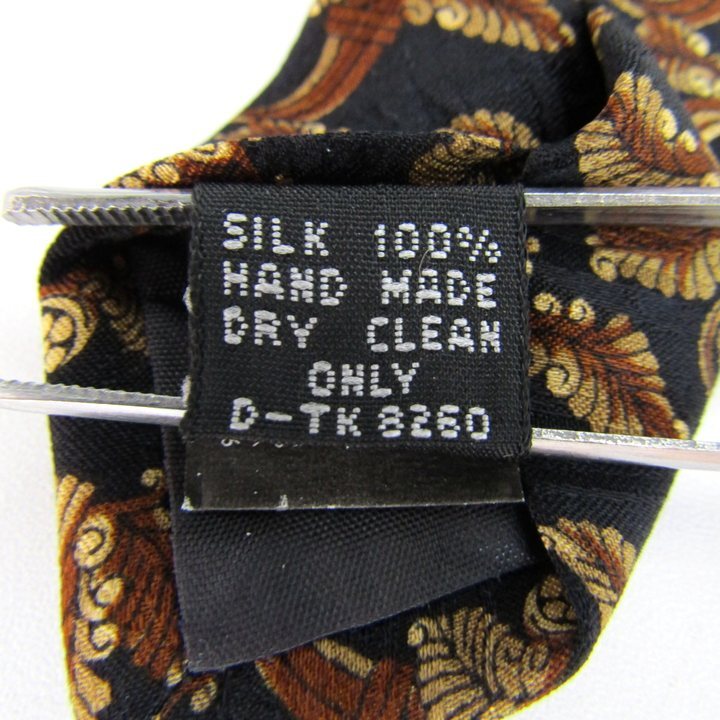 SILK 100%
HAND MADE
DRY CLEAN
ONLY
D-TK 8260